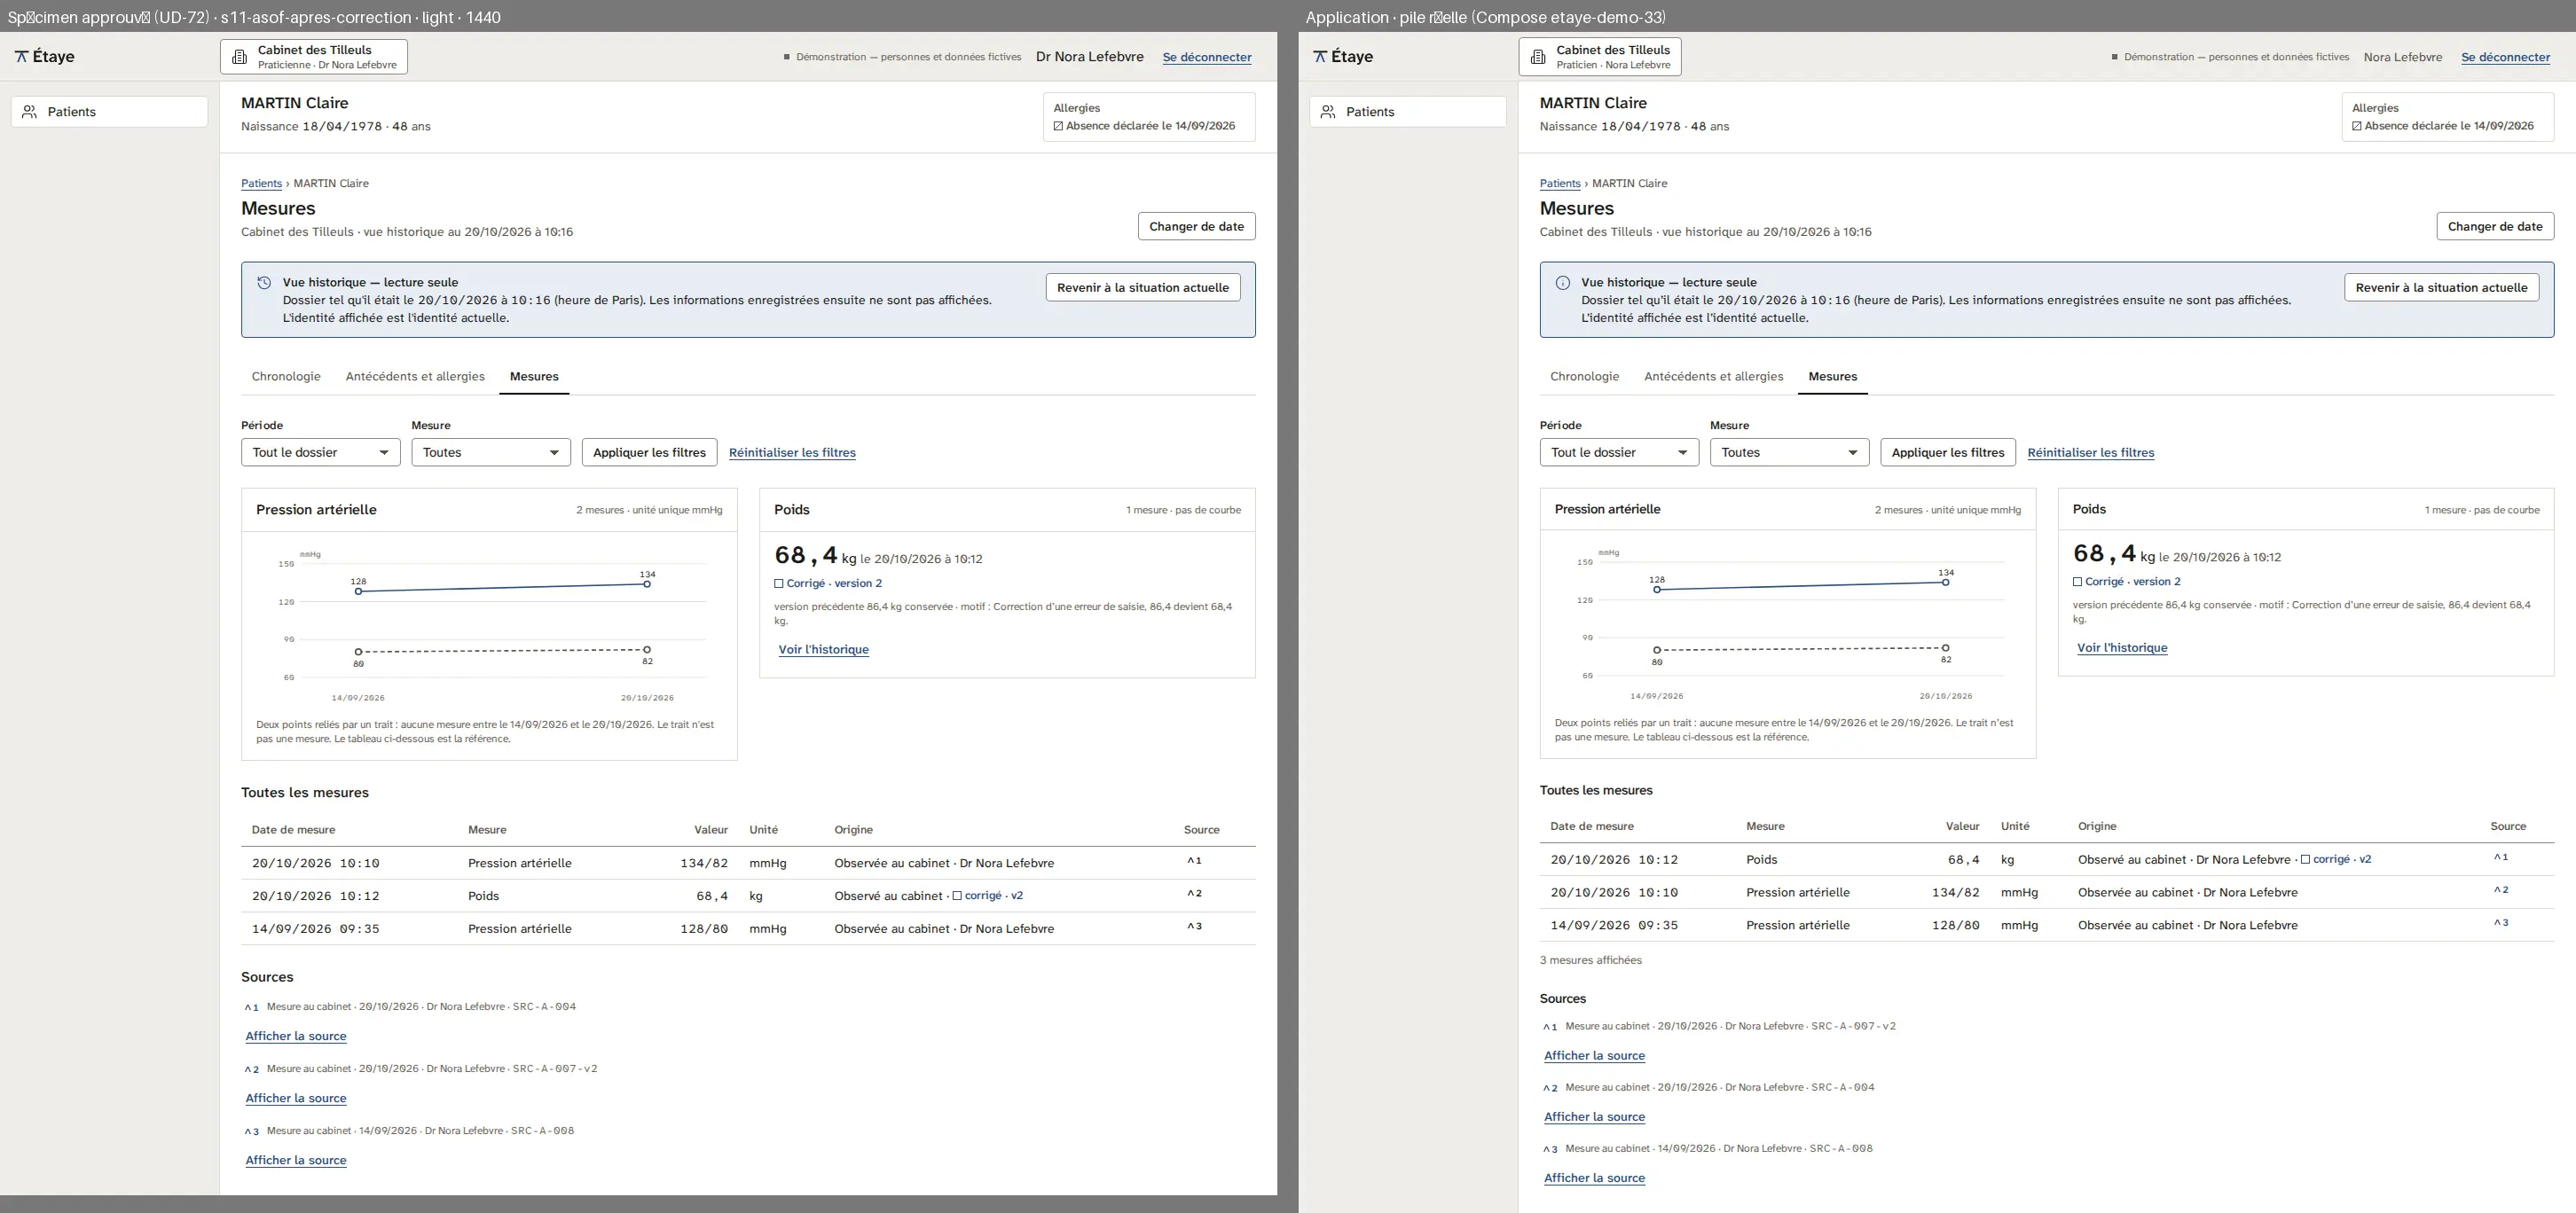 Sp□cimen approuv□ (UD-72) · s11-asof-apres-correction · light · 1440
Étaye
Cabinet des Tilleuls
Praticienne · Dr Nora Lefebvre
Démonstration — personnes et données fictives
Dr Nora Lefebvre
Se déconnecter
Patients
MARTIN Claire
Naissance 18/04/1978 · 48 ans
Allergies
Absence déclarée le 14/09/2026
Patients › MARTIN Claire
Mesures
Cabinet des Tilleuls · vue historique au 20/10/2026 à 10:16
Changer de date
Vue historique — lecture seule
Dossier tel qu'il était le 20/10/2026 à 10:16 (heure de Paris). Les informations enregistrées ensuite ne sont pas affichées.
L'identité affichée est l'identité actuelle.
Revenir à la situation actuelle
Chronologie Antécédents et allergies Mesures
Période Mesure
Tout le dossier Toutes Appliquer les filtres Réinitialiser les filtres
Pression artérielle 2 mesures · unité unique mmHg
mmHg
150
128 134
120
90
80 82
60
14/09/2026 20/10/2026
Deux points reliés par un trait : aucune mesure entre le 14/09/2026 et le 20/10/2026. Le trait n'est
pas une mesure. Le tableau ci-dessous est la référence.
Poids 1 mesure · pas de courbe
68,4 kg le 20/10/2026 à 10:12
Corrigé · version 2
version précédente 86,4 kg conservée · motif : Correction d'une erreur de saisie, 86,4 devient 68,4
kg.
Voir l'historique
Toutes les mesures
Date de mesure Mesure Valeur Unité Origine Source
20/10/2026 10:10 Pression artérielle 134/82 mmHg Observée au cabinet · Dr Nora Lefebvre ^1
20/10/2026 10:12 Poids 68,4 kg Observé au cabinet · corrigé · v2 ^2
14/09/2026 09:35 Pression artérielle 128/80 mmHg Observée au cabinet · Dr Nora Lefebvre ^3
Sources
^1 Mesure au cabinet · 20/10/2026 · Dr Nora Lefebvre · SRC-A-004
Afficher la source
^2 Mesure au cabinet · 20/10/2026 · Dr Nora Lefebvre · SRC-A-007-v2
Afficher la source
^3 Mesure au cabinet · 14/09/2026 · Dr Nora Lefebvre · SRC-A-008
Afficher la source
Application · pile r□elle (Compose etaye-demo-33)
Étaye
Cabinet des Tilleuls
Praticien · Nora Lefebvre
Démonstration — personnes et données fictives
Nora Lefebvre
Se déconnecter
Patients
MARTIN Claire
Naissance 18/04/1978 · 48 ans
Allergies
Absence déclarée le 14/09/2026
Patients › MARTIN Claire
Mesures
Cabinet des Tilleuls · vue historique au 20/10/2026 à 10:16
Changer de date
Vue historique — lecture seule
Dossier tel qu'il était le 20/10/2026 à 10:16 (heure de Paris). Les informations enregistrées ensuite ne sont pas affichées.
L'identité affichée est l'identité actuelle.
Revenir à la situation actuelle
Chronologie Antécédents et allergies Mesures
Période Mesure
Tout le dossier Toutes Appliquer les filtres Réinitialiser les filtres
Pression artérielle 2 mesures · unité unique mmHg
mmHg
150
128 134
120
90
80 82
60
14/09/2026 20/10/2026
Deux points reliés par un trait : aucune mesure entre le 14/09/2026 et le 20/10/2026. Le trait n'est
pas une mesure. Le tableau ci-dessous est la référence.
Poids 1 mesure · pas de courbe
68,4 kg le 20/10/2026 à 10:12
Corrigé · version 2
version précédente 86,4 kg conservée · motif : Correction d'une erreur de saisie, 86,4 devient 68,4
kg.
Voir l'historique
Toutes les mesures
Date de mesure Mesure Valeur Unité Origine Source
20/10/2026 10:12 Poids 68,4 kg Observé au cabinet · Dr Nora Lefebvre · corrigé · v2 ^1
20/10/2026 10:10 Pression artérielle 134/82 mmHg Observée au cabinet · Dr Nora Lefebvre ^2
14/09/2026 09:35 Pression artérielle 128/80 mmHg Observée au cabinet · Dr Nora Lefebvre ^3
3 mesures affichées
Sources
^1 Mesure au cabinet · 20/10/2026 · Dr Nora Lefebvre · SRC-A-007-v2
Afficher la source
^2 Mesure au cabinet · 20/10/2026 · Dr Nora Lefebvre · SRC-A-004
Afficher la source
^3 Mesure au cabinet · 14/09/2026 · Dr Nora Lefebvre · SRC-A-008
Afficher la source